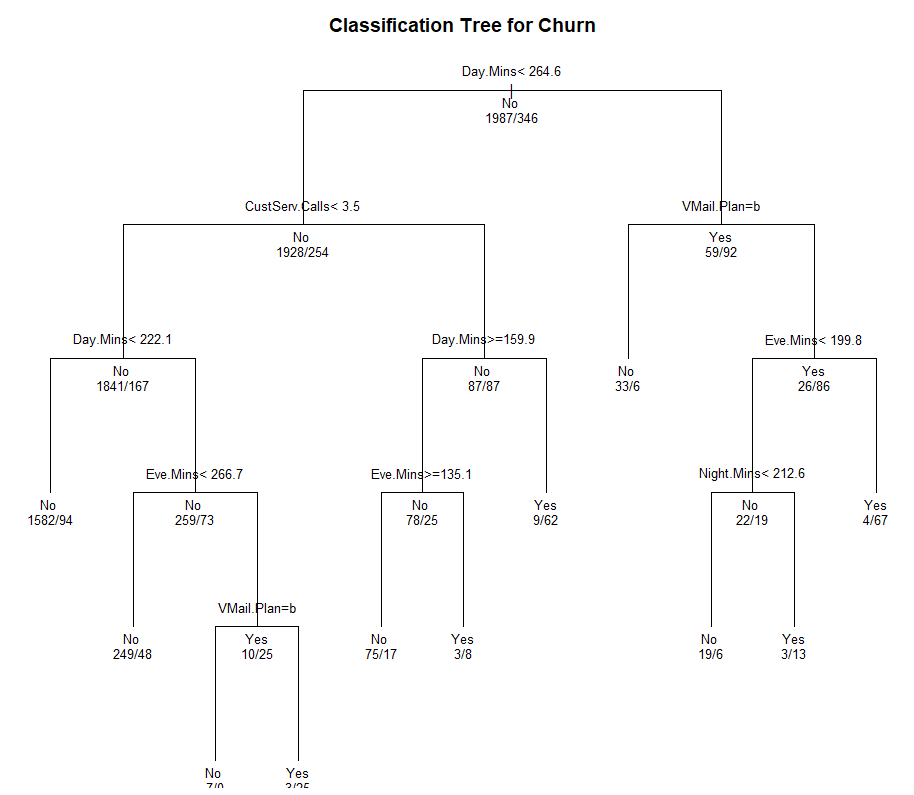 Classification Tree for Churn
Day.Mins< 264.6
No
1987/346
CustServ.Calls< 3.5
No
1928/254
VMail.Plan=b
Yes
59/92
Day.Mins< 222.1
No
1841/167
Day.Mins>=159.9
No
87/87
No
33/6
Eve.Mins< 199.8
Yes
26/86
No
1582/94
Eve.Mins< 266.7
No
259/73
Eve.Mins>=135.1
No
78/25
Yes
9/62
Night.Mins< 212.6
No
22/19
Yes
4/67
No
249/48
VMail.Plan=b
Yes
10/25
No
75/17
Yes
3/8
No
19/6
Yes
3/13
No
7/0
Yes
3/25